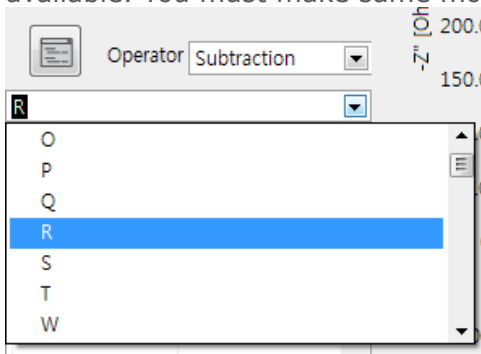 available. You must make same mo
Operator Subtraction
-Z" [Oh
200.0
150.0
R
O
P
Q
R
S
T
W